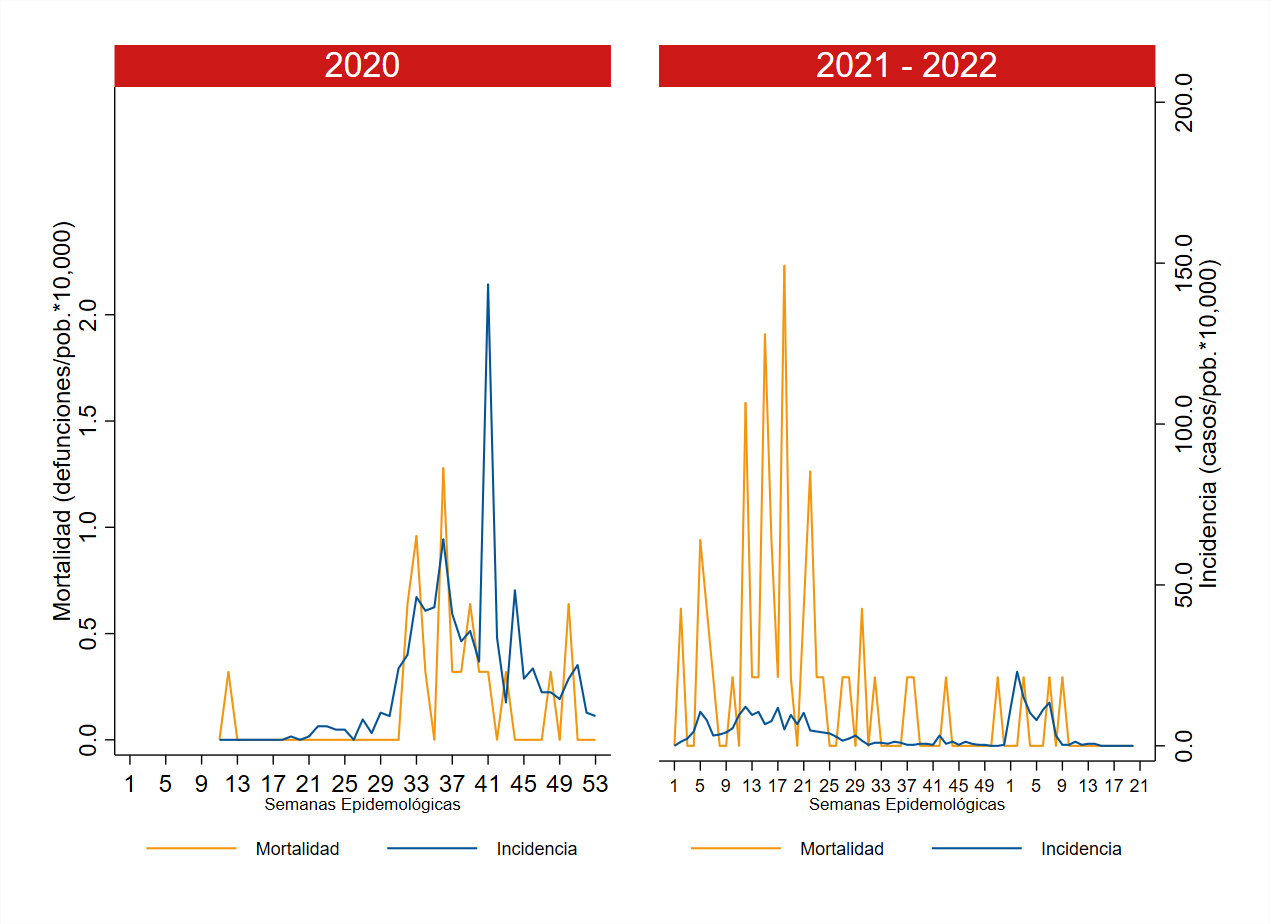 2020
2021 - 2022
Mortalidad (defunciones/pob.*10,000)
2.0
1.5
1.0
0.5
0.0
1 5 9 13 17 21 25 29 33 37 41 45 49 53
Semanas Epidemológicas
Mortalidad Incidencia
200.0
150.0
100.0
50.0
0.0
Incidencia (casos/pob.*10,000)
1 5 9 13 17 21 25 29 33 37 41 45 49 1 5 9 13 17 21
Semanas Epidemológicas
Mortalidad Incidencia